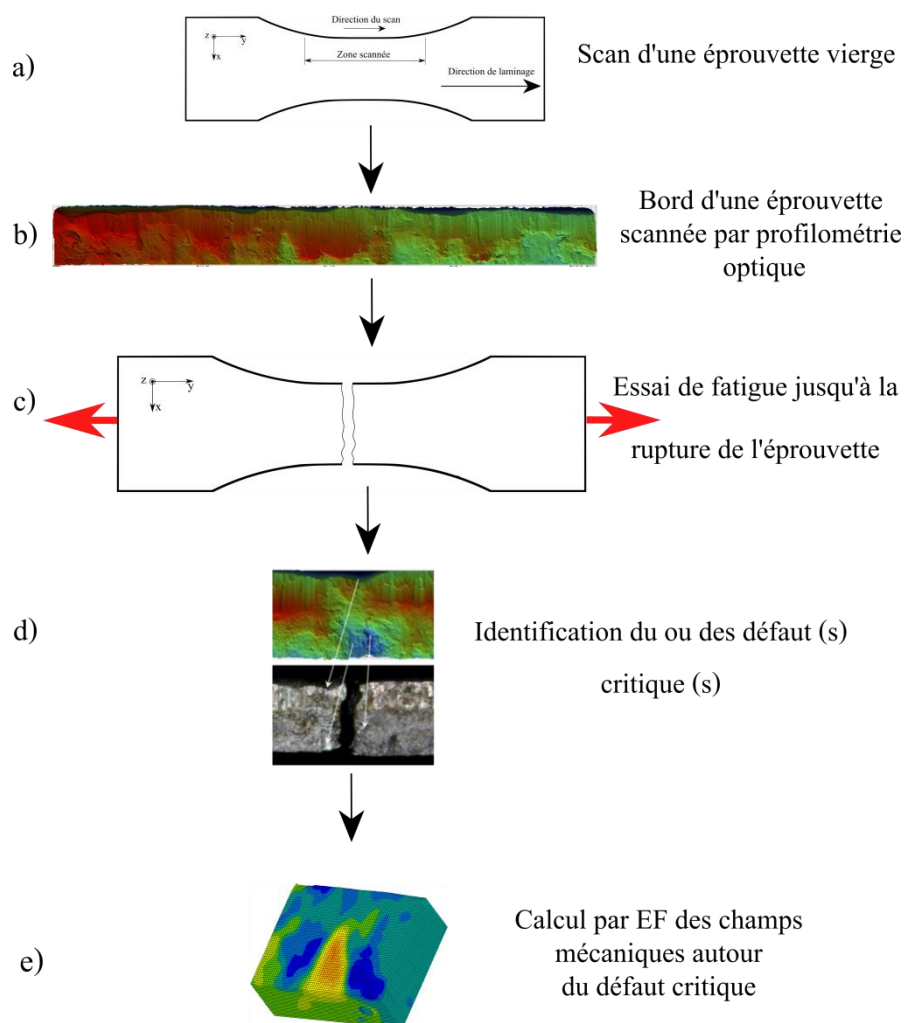 a)
Direction du scan
z
y
x
Zone scannée
Direction de laminage
Scan d'une éprouvette vierge
b)
Bord d'une éprouvette
scannée par profilométrie
optique
c)
z
y
x
Essai de fatigue jusqu'à la
rupture de l'éprouvette
d)
Identification du ou des défaut (s)
critique (s)
e)
Calcul par EF des champs
mécaniques autour
du défaut critique